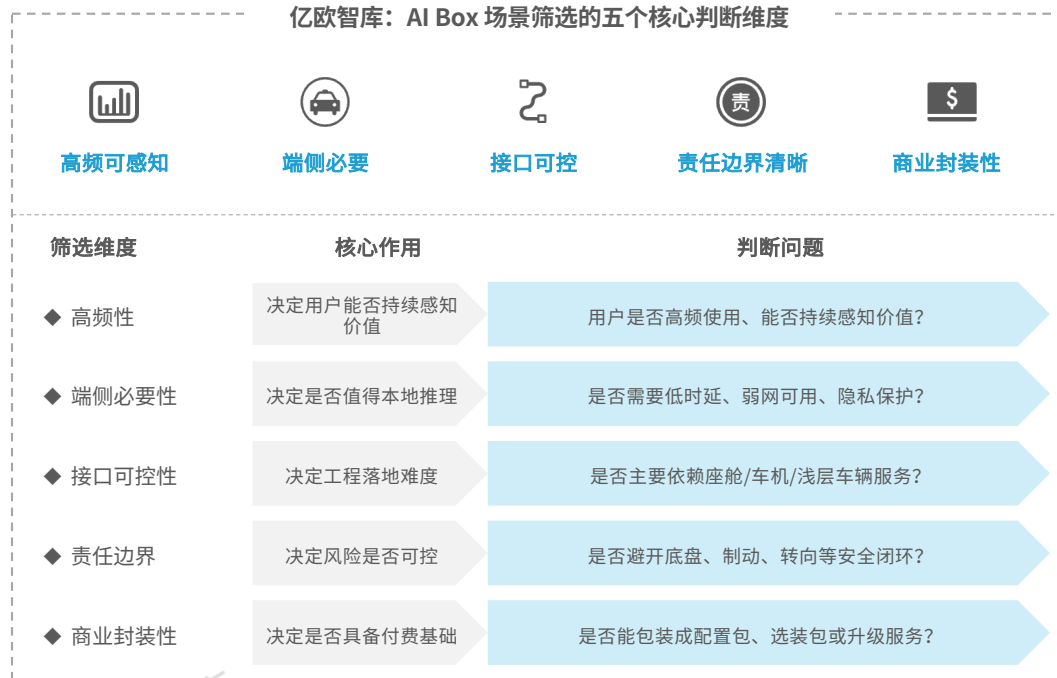 亿欧智库：AI Box 场景筛选的五个核心判断维度
责
$
高频可感知
端侧必要
接口可控
责任边界清晰
商业封装性
筛选维度
核心作用
判断问题
高频性
决定用户能否持续感知
价值
用户是否高频使用、能否持续感知价值？
端侧必要性
决定是否值得本地推理
是否需要低时延、弱网可用、隐私保护？
接口可控性
决定工程落地难度
是否主要依赖座舱/车机/浅层车辆服务？
责任边界
决定风险是否可控
是否避开底盘、制动、转向等安全闭环？
商业封装性
决定是否具备付费基础
是否能包装成配置包、选装包或升级服务？